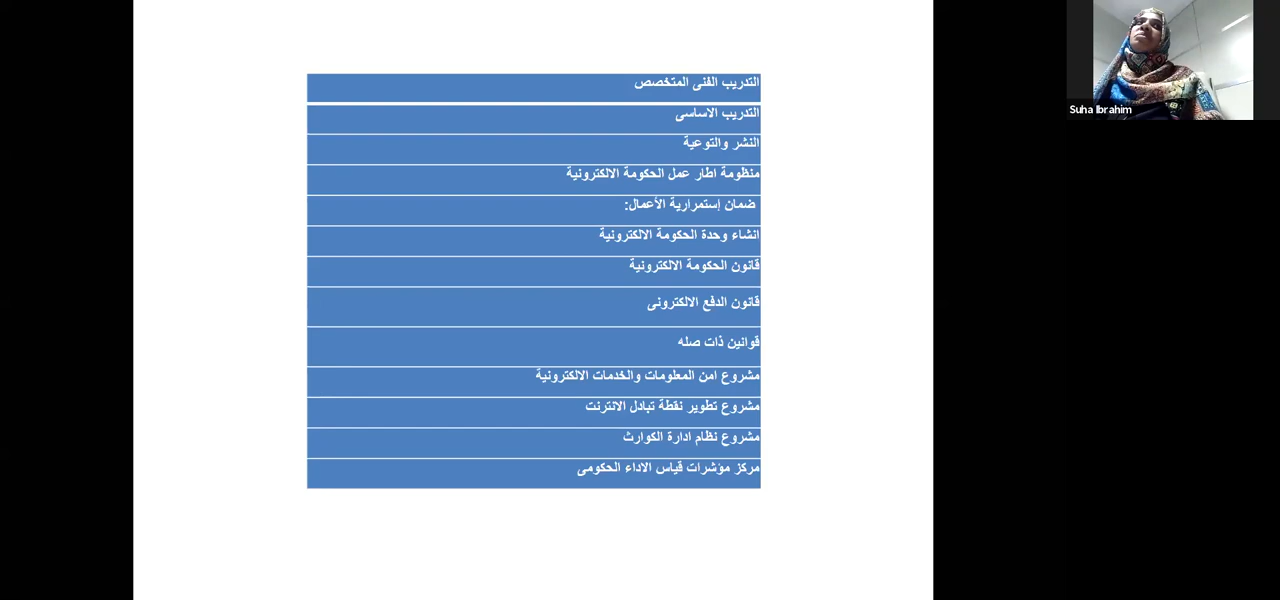 التدريب الفنى المتخصص
التدريب الاساسى
النشر والتوعية
منظومة اطار عمل الحكومة الالكترونية
ضمان إستمرارية الأعمال:
انشاء وحدة الحكومة الالكترونية
قانون الحكومة الالكترونية
قانون الدفع الالكترونى
قوانين ذات صله
مشروع امن المعلومات والخدمات الالكترونية
مشروع تطوير نقطة تبادل الانترنت
مشروع نظام ادارة الكوارث
مركز مؤشرات قياس الاداء الحكومى
Suha Ibrahim